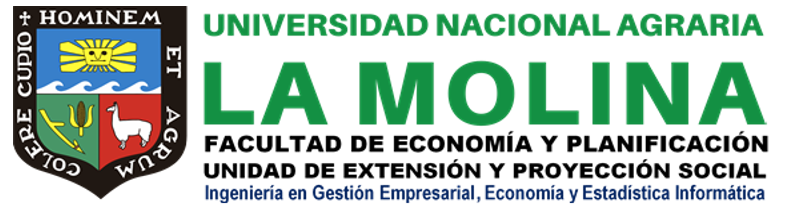 COLERE CUPIO ✝ HOMINEM ET AGRUM
UNIVERSIDAD NACIONAL AGRARIA
LA MOLINA
FACULTAD DE ECONOMÍA Y PLANIFICACIÓN
UNIDAD DE EXTENSIÓN Y PROYECCIÓN SOCIAL
Ingeniería en Gestión Empresarial, Economía y Estadística Informática